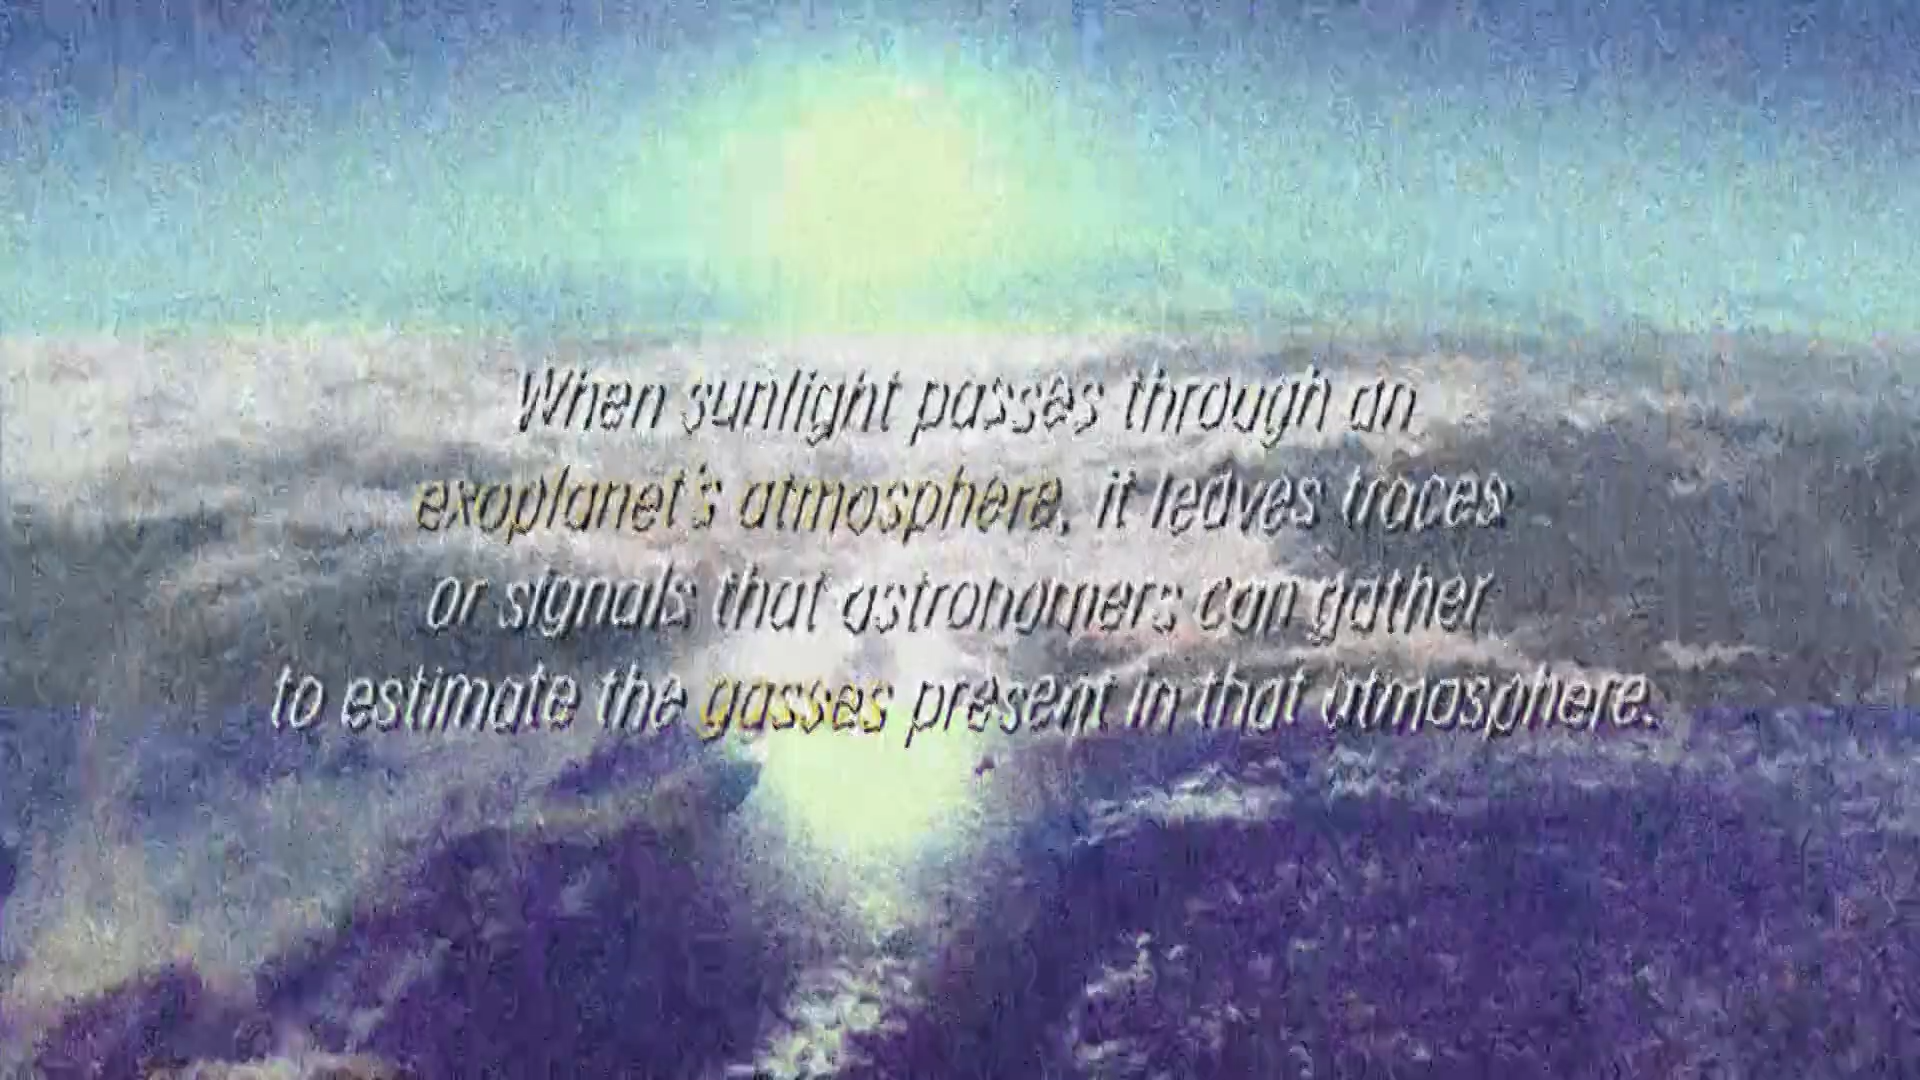 When sunlight passes through an
exoplanet's atmosphere, it leaves traces
or signals that astronomers can gather
to estimate the gasses present in that atmosphere.